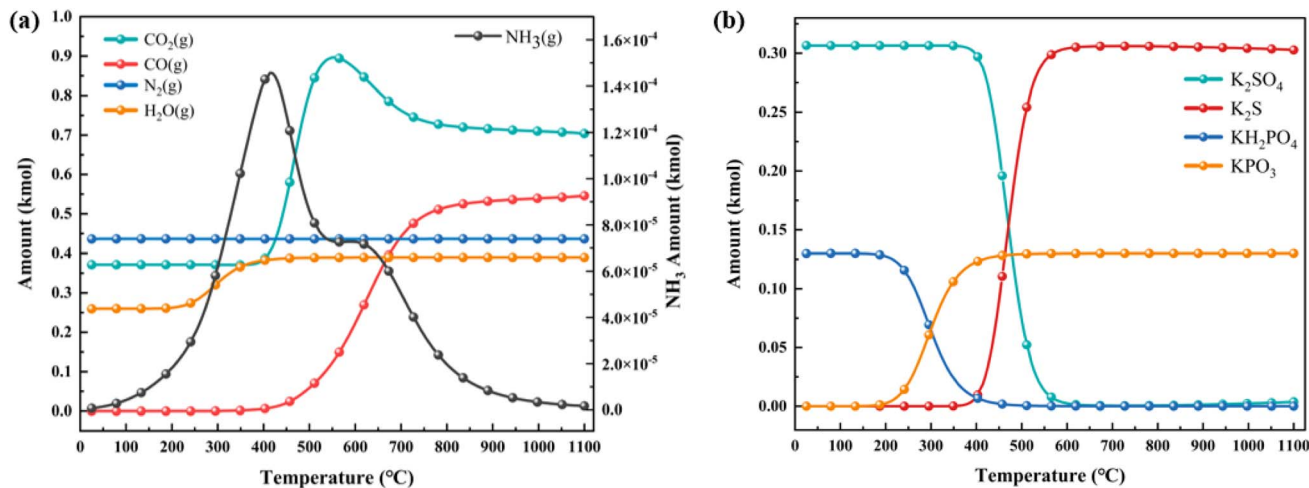 (a)
CO₂(g)
CO(g)
N₂(g)
H₂O(g)
NH₃(g)
1.0
0.9
0.8
0.7
0.6
0.5
0.4
0.3
0.2
0.1
0.0
Amount (kmol)
1.6×10⁻⁴
1.4×10⁻⁴
1.2×10⁻⁴
1.0×10⁻⁴
8.0×10⁻⁵
6.0×10⁻⁵
4.0×10⁻⁵
2.0×10⁻⁵
0.0
NH₃ Amount (kmol)
0 100 200 300 400 500 600 700 800 900 1000 1100
Temperature (°C)
(b)
K₂SO₄
K₂S
KH₂PO₄
KPO₃
0.30
0.25
0.20
0.15
0.10
0.05
0.00
Amount (kmol)
0 100 200 300 400 500 600 700 800 900 1000 1100
Temperature (°C)